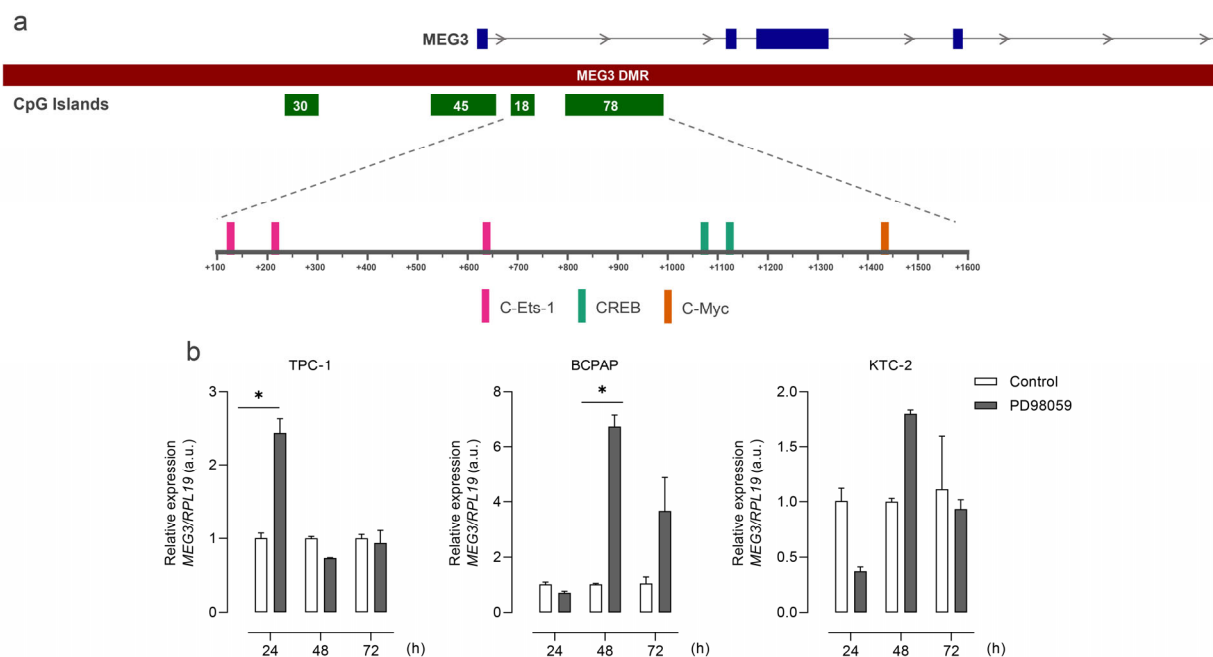 a
MEG3
MEG3 DMR
CpG Islands
30 45 18 78
+100 +200 +300 +400 +500 +600 +700 +800 +900 +1000 +1100 +1200 +1300 +1400 +1500 +1600
C-Ets-1 CREB C-Myc
b
TPC-1
Relative expression
MEG3/RPL19 (a.u.)
3
2
1
0
*
24 48 72 (h)
BCPAP
Relative expression
MEG3/RPL19 (a.u.)
8
6
4
2
0
*
24 48 72 (h)
KTC-2
Relative expression
MEG3/RPL19 (a.u.)
2.0
1.5
1.0
0.5
0.0
24 48 72 (h)
Control
PD98059